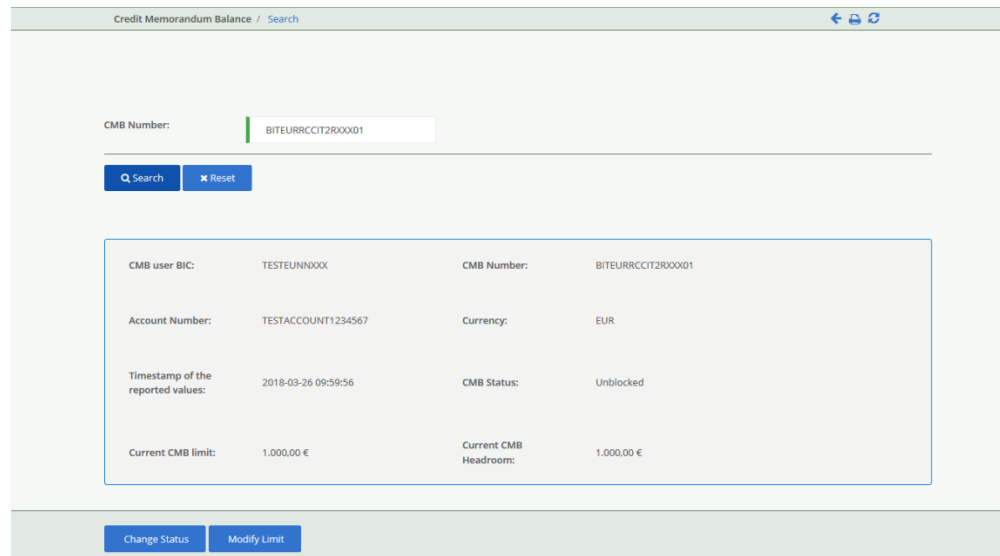 Credit Memorandum Balance / Search
CMB Number: BITEURRCCIT2RXXX01
Search Reset
CMB user BIC: TESTEUNNXXX CMB Number: BITEURRCCIT2RXXX01
Account Number: TESTACCOUNT1234567 Currency: EUR
Timestamp of the
reported values: 2018-03-26 09:59:56 CMB Status: Unblocked
Current CMB limit: 1.000,00 € Current CMB
Headroom: 1.000,00 €
Change Status Modify Limit